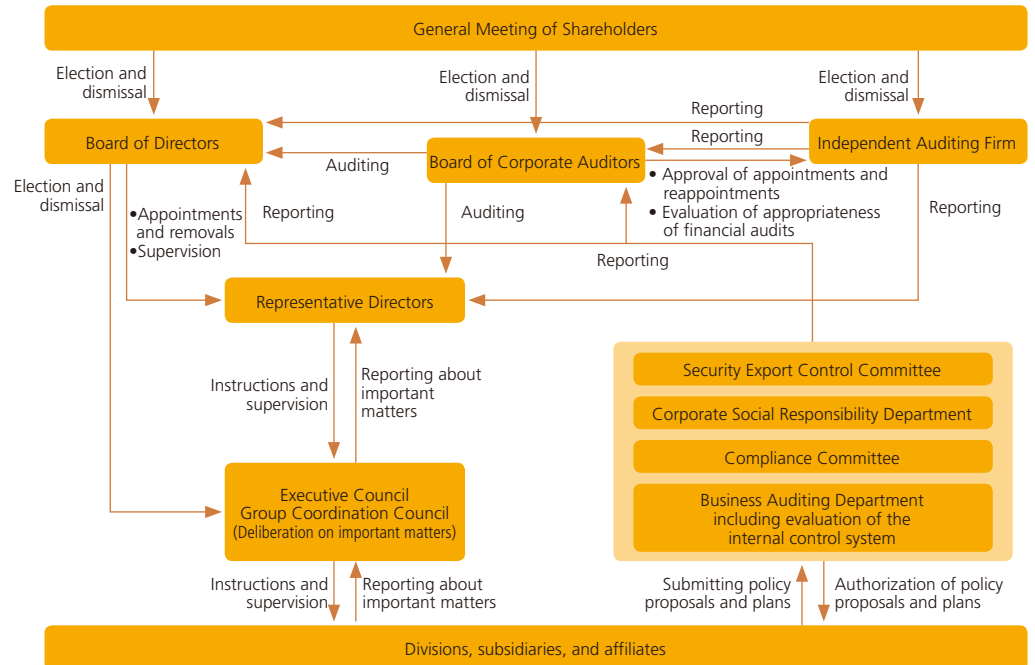 General Meeting of Shareholders
Election and
dismissal
Election and
dismissal
Election and
dismissal
Reporting
Board of Directors
Reporting
Independent Auditing Firm
Auditing
Board of Corporate Auditors
Election and
dismissal
•Appointments
and removals
•Supervision
Reporting
Auditing
• Approval of appointments and
reappointments
• Evaluation of appropriateness
of financial audits
Reporting
Reporting
Representative Directors
Instructions and
supervision
Reporting about
important
matters
Security Export Control Committee
Corporate Social Responsibility Department
Compliance Committee
Business Auditing Department
including evaluation of the
internal control system
Executive Council
Group Coordination Council
(Deliberation on important matters)
Instructions and
supervision
Reporting about
important matters
Submitting policy
proposals and plans
Authorization of policy
proposals and plans
Divisions, subsidiaries, and affiliates